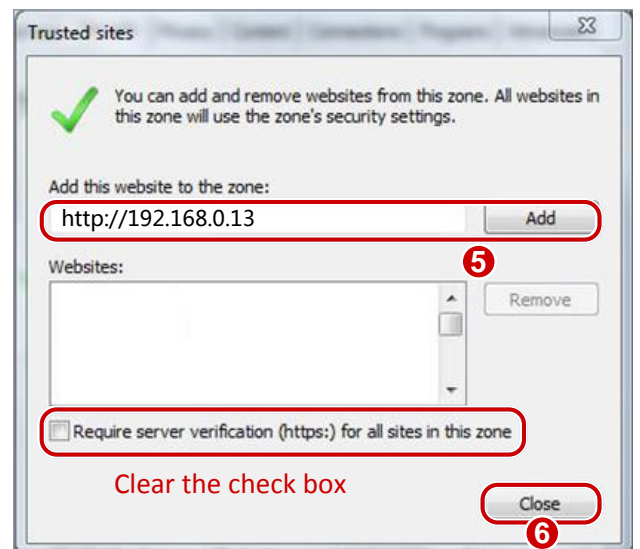 Trusted sites
You can add and remove websites from this zone. All websites in
this zone will use the zone's security settings.
Add this website to the zone:
http://192.168.0.13
Add
5
Websites:
Remove
Require server verification (https:) for all sites in this zone
Clear the check box
Close
6